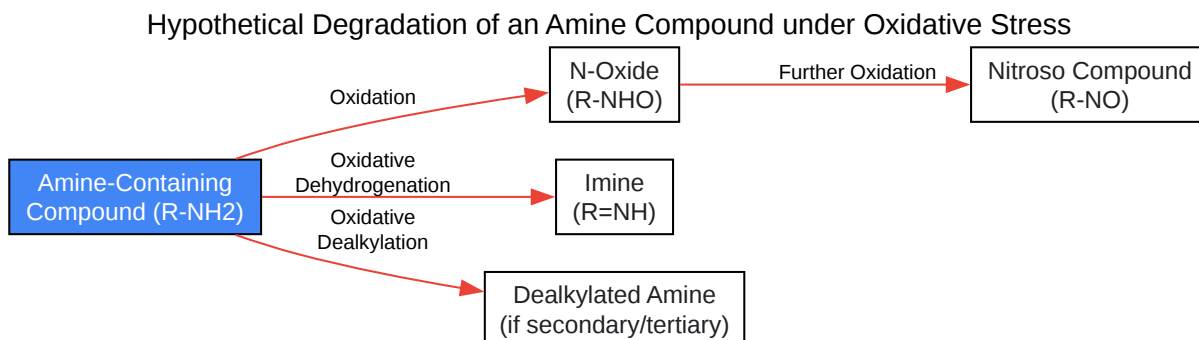 Hypothetical Degradation of an Amine Compound under Oxidative Stress
N-Oxide
(R-NHO)
Further Oxidation
Nitroso Compound
(R-NO)
Oxidation
Amine-Containing
Compound (R-NH2)
Oxidative
Dehydrogenation
Imine
(R=NH)
Oxidative
Dealkylation
Dealkylated Amine
(if secondary/tertiary)